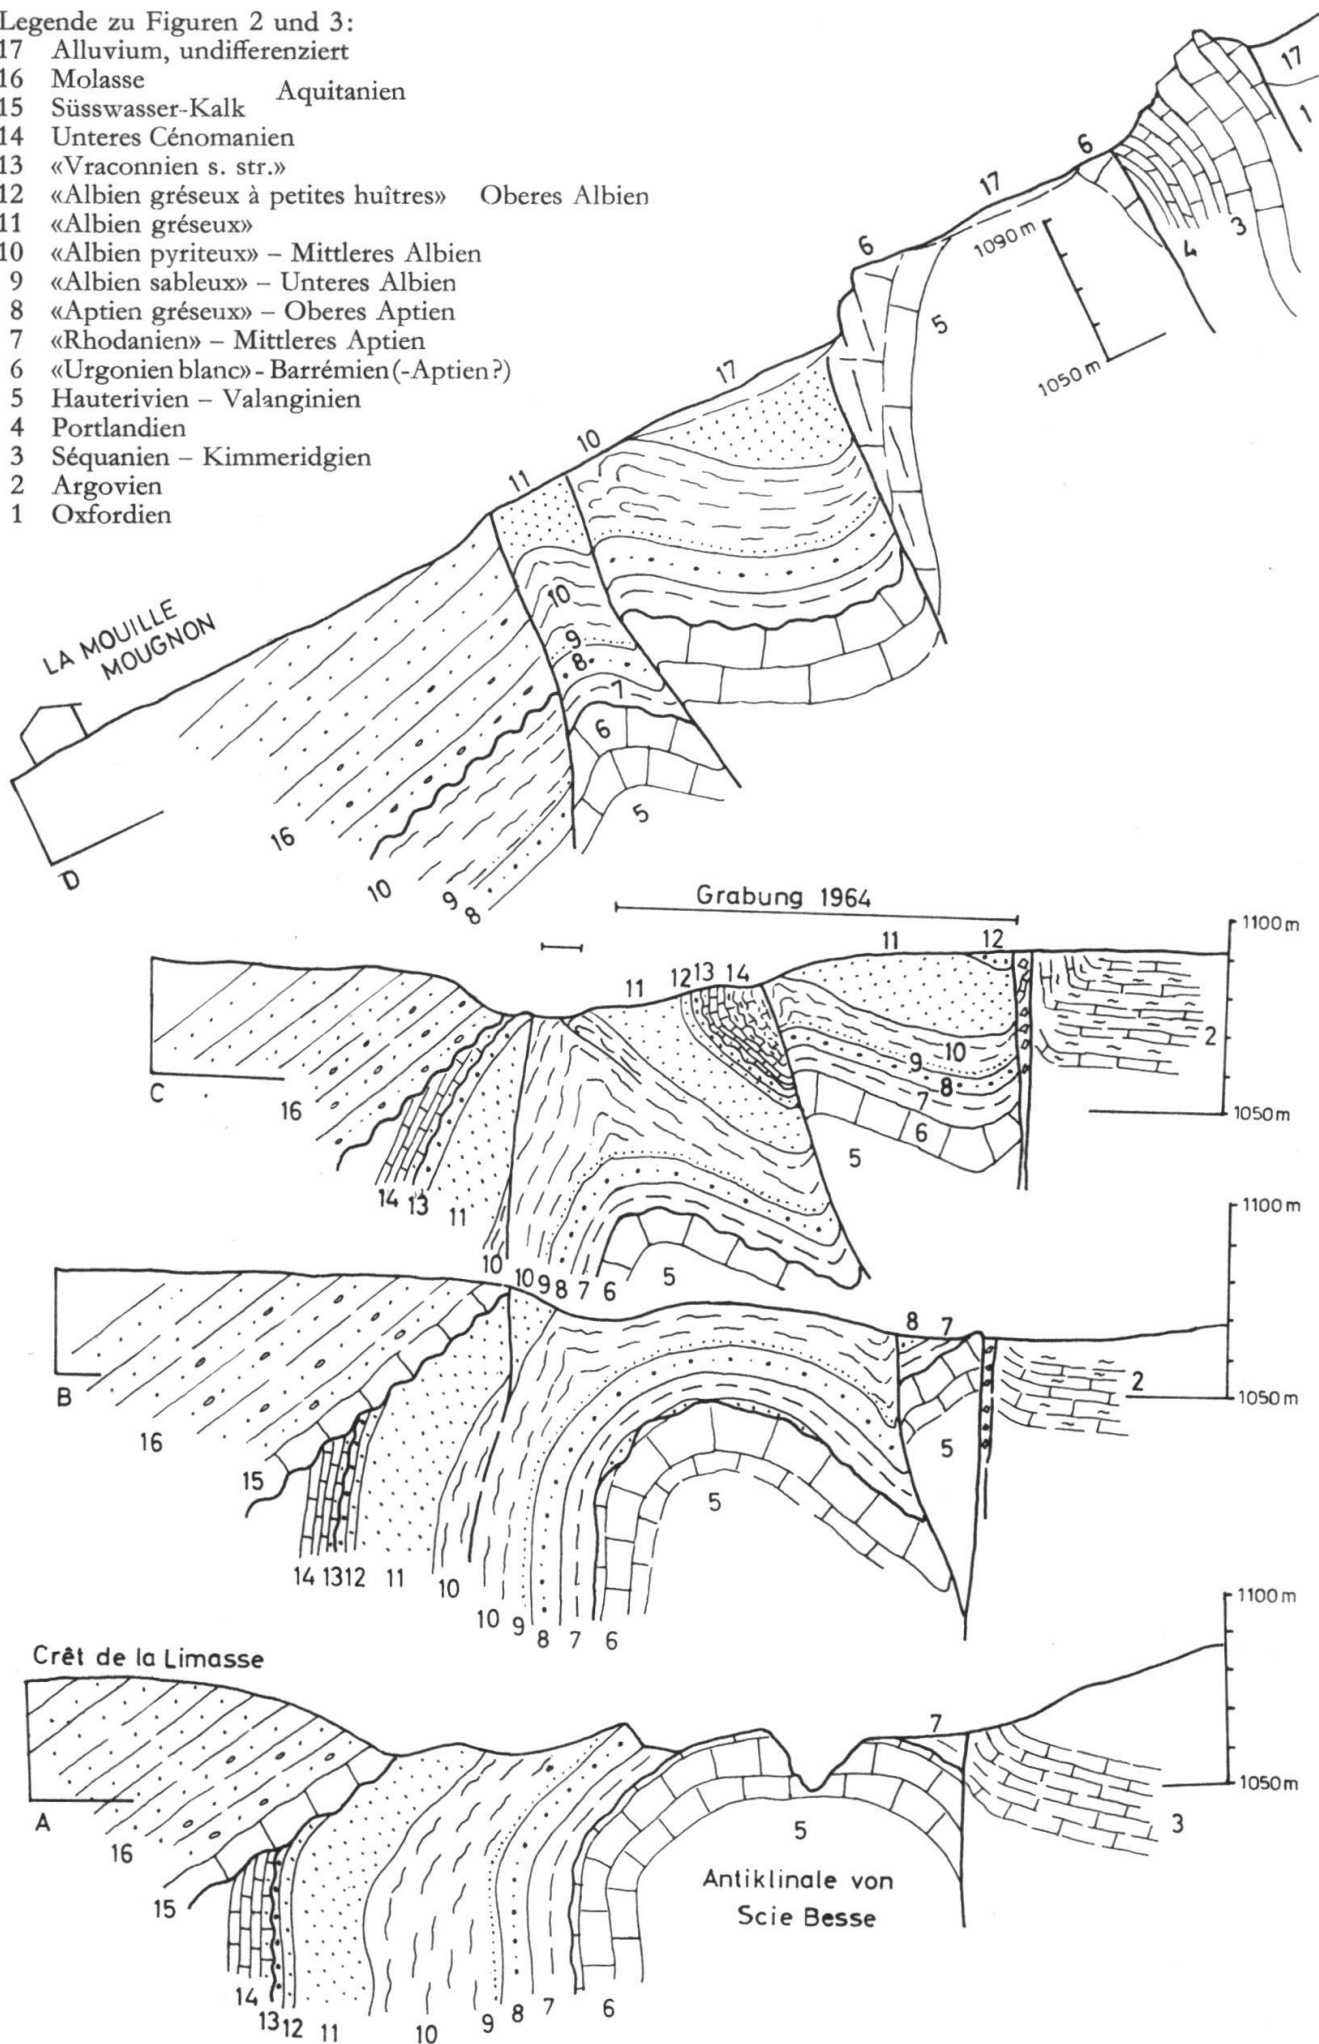 Legende zu Figuren 2 und 3:
17 Alluvium, undifferenziert
16 Molasse
Aquitanien
15 Süsswasser-Kalk
14 Unteres Cénomanien
13 «Vraconnien s. str.»
12 «Albien gréseux à petites huîtres» Oberes Albien
11 «Albien gréseux»
10 «Albien pyriteux» – Mittleres Albien
9 «Albien sableux» – Unteres Albien
8 «Aptien gréseux» – Oberes Aptien
7 «Rhodanien» – Mittleres Aptien
6 «Urgonien blanc» - Barrémien (-Aptien?)
5 Hauterivien – Valanginien
4 Portlandien
3 Séquanien – Kimmeridgien
2 Argovien
1 Oxfordien
17
1
6
17
3
4
1090 m
6
5
1050 m
17
10
11
10
9
8
7
6
5
LA MOUILLE
MOUGNON
16
10
9
8
D
Grabung 1964
1100 m
11 12
11 12 13 14
10
9
8
7
6
5
2
C
16
1050 m
14 13 11
10 10 9 8 7 6 5
1100 m
8 7
2
B
1050 m
16
15
5
5
14 13 12 11 10 10 9 8 7 6
1100 m
Crêt de la Limasse
7
1050 m
A
3
16
5
15
Antiklinale von
Scie Besse
14 13 12 11 10 9 8 7 6